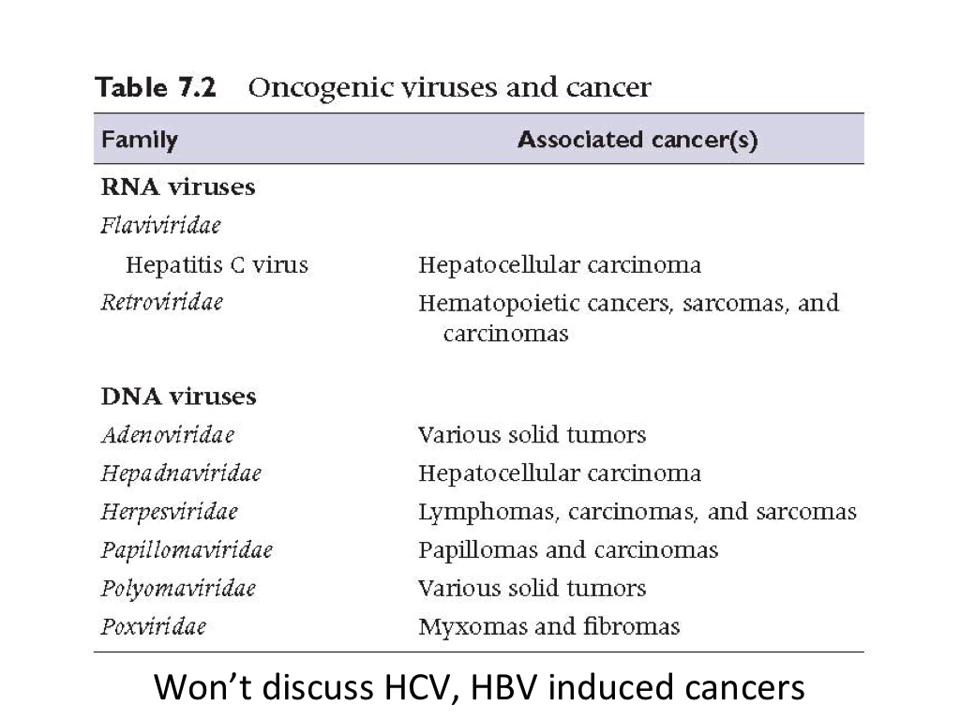 Table 7.2 Oncogenic viruses and cancer
Family Associated cancer(s)
RNA viruses
Flaviviridae
Hepatitis C virus Hepatocellular carcinoma
Retroviridae Hematopoietic cancers, sarcomas, and
carcinomas
DNA viruses
Adenoviridae Various solid tumors
Hepadnaviridae Hepatocellular carcinoma
Herpesviridae Lymphomas, carcinomas, and sarcomas
Papillomaviridae Papillomas and carcinomas
Polyomaviridae Various solid tumors
Poxviridae Myxomas and fibromas
Won’t discuss HCV, HBV induced cancers